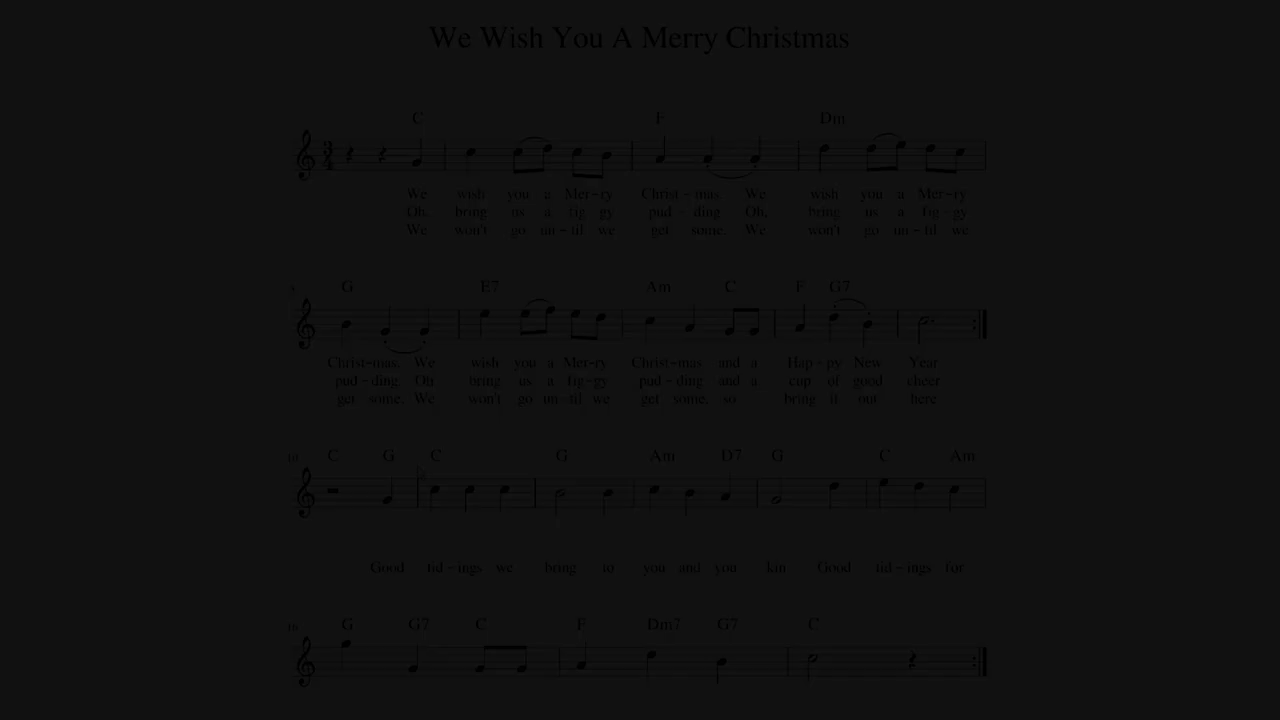 We Wish You A Merry Christmas
C F Dm
We wish you a Mer-ry Christ-mas We wish you a Mer-ry
Oh, bring us a fig gy pud-ding Oh, bring us a fig-gy
We won't go un-til we get some. We won't go un-til we
G E7 Am C F G7
Christ-mas. We wish you a Mer-ry Christ-mas and a Hap-py New Year
pud-ding. Oh bring us a fig-gy pud-ding and a cup of good cheer
get some. We won't go un til we get some, so bring it out here
10 C G C G Am D7 G C Am
Good tid-ings we bring to you and you kin Good tid-ings for
16 G G7 C F Dm7 G7 C